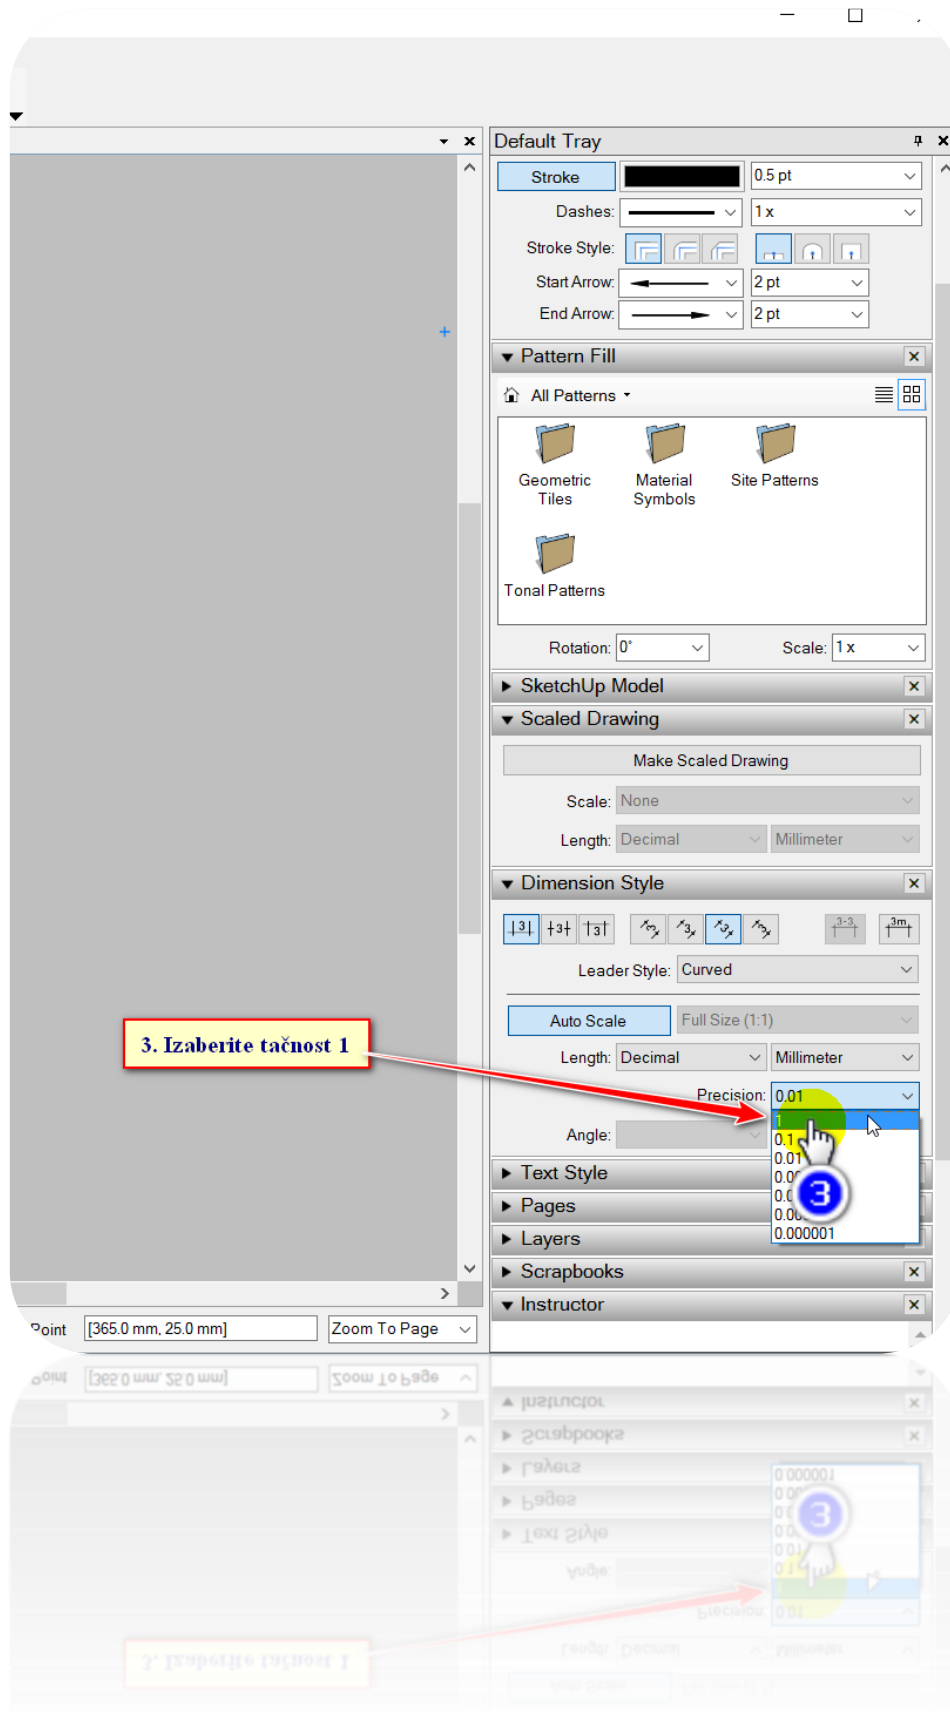 Default Tray
Stroke 0.5 pt
Dashes: 1 x
Stroke Style:
Start Arrow: 2 pt
End Arrow: 2 pt
Pattern Fill
All Patterns
Geometric Tiles
Material Symbols
Site Patterns
Tonal Patterns
Rotation: 0° Scale: 1 x
SketchUp Model
Scaled Drawing
Make Scaled Drawing
Scale: None
Length: Decimal Millimeter
Dimension Style
Leader Style: Curved
Auto Scale Full Size (1:1)
3. Izaberite tačnost 1
Length: Decimal Millimeter
Precision: 0.01
1
0.1
Angle:
0.01
3
0.000001
Text Style
Pages
Layers
Scrapbooks
Instructor
Point [365.0 mm, 25.0 mm] Zoom To Page